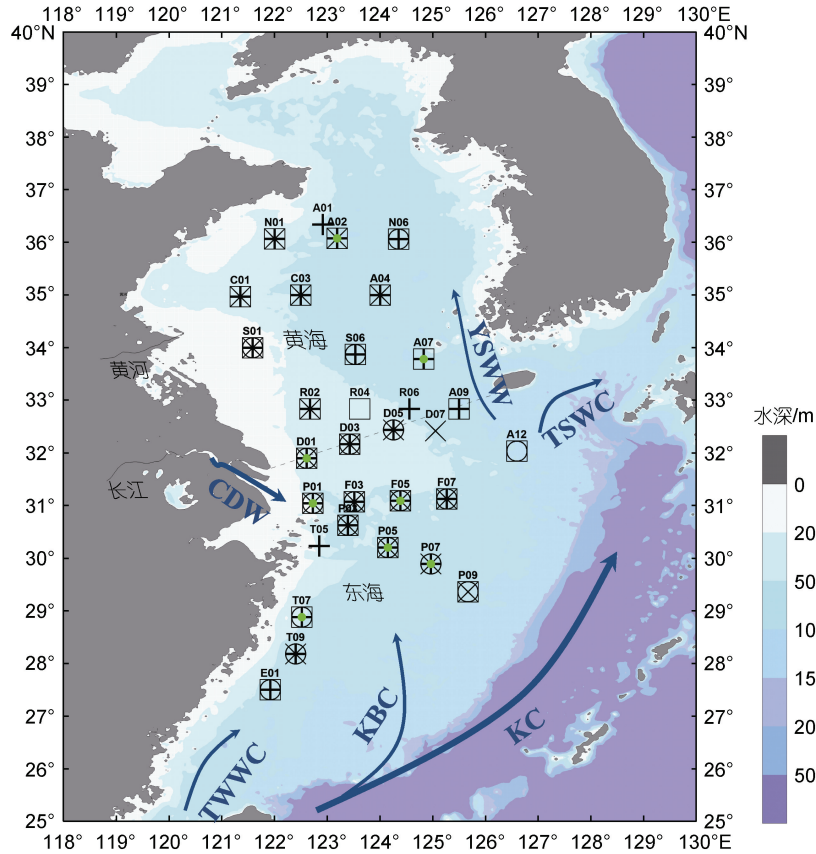 118° 119° 120° 121° 122° 123° 124° 125° 126° 127° 128° 129° 130°E
40°N 40°N
39° 39°
38° 38°
37° 37°
A01
N01 A02 N06
36° 36°
C01 C03 A04
35° 35°
S01 黄海 S06 A07
34° 34°
黄河
YSWW
R02 R04 R06 A09
33° 33°
TSWC
水深/m
D03 D05 D07
A12
D01
32° 32°
长江
CDW
P01 F03 F05 F07
31° 31°
T05 P05
P07
30° 30°
P09
东海
29° 29°
T07
T09
28° 28°
E01
27° 27°
KBC KC
TWWC
26° 26°
25° 25°
118° 119° 120° 121° 122° 123° 124° 125° 126° 127° 128° 129° 130°E
0
20
50
10
15
20
50